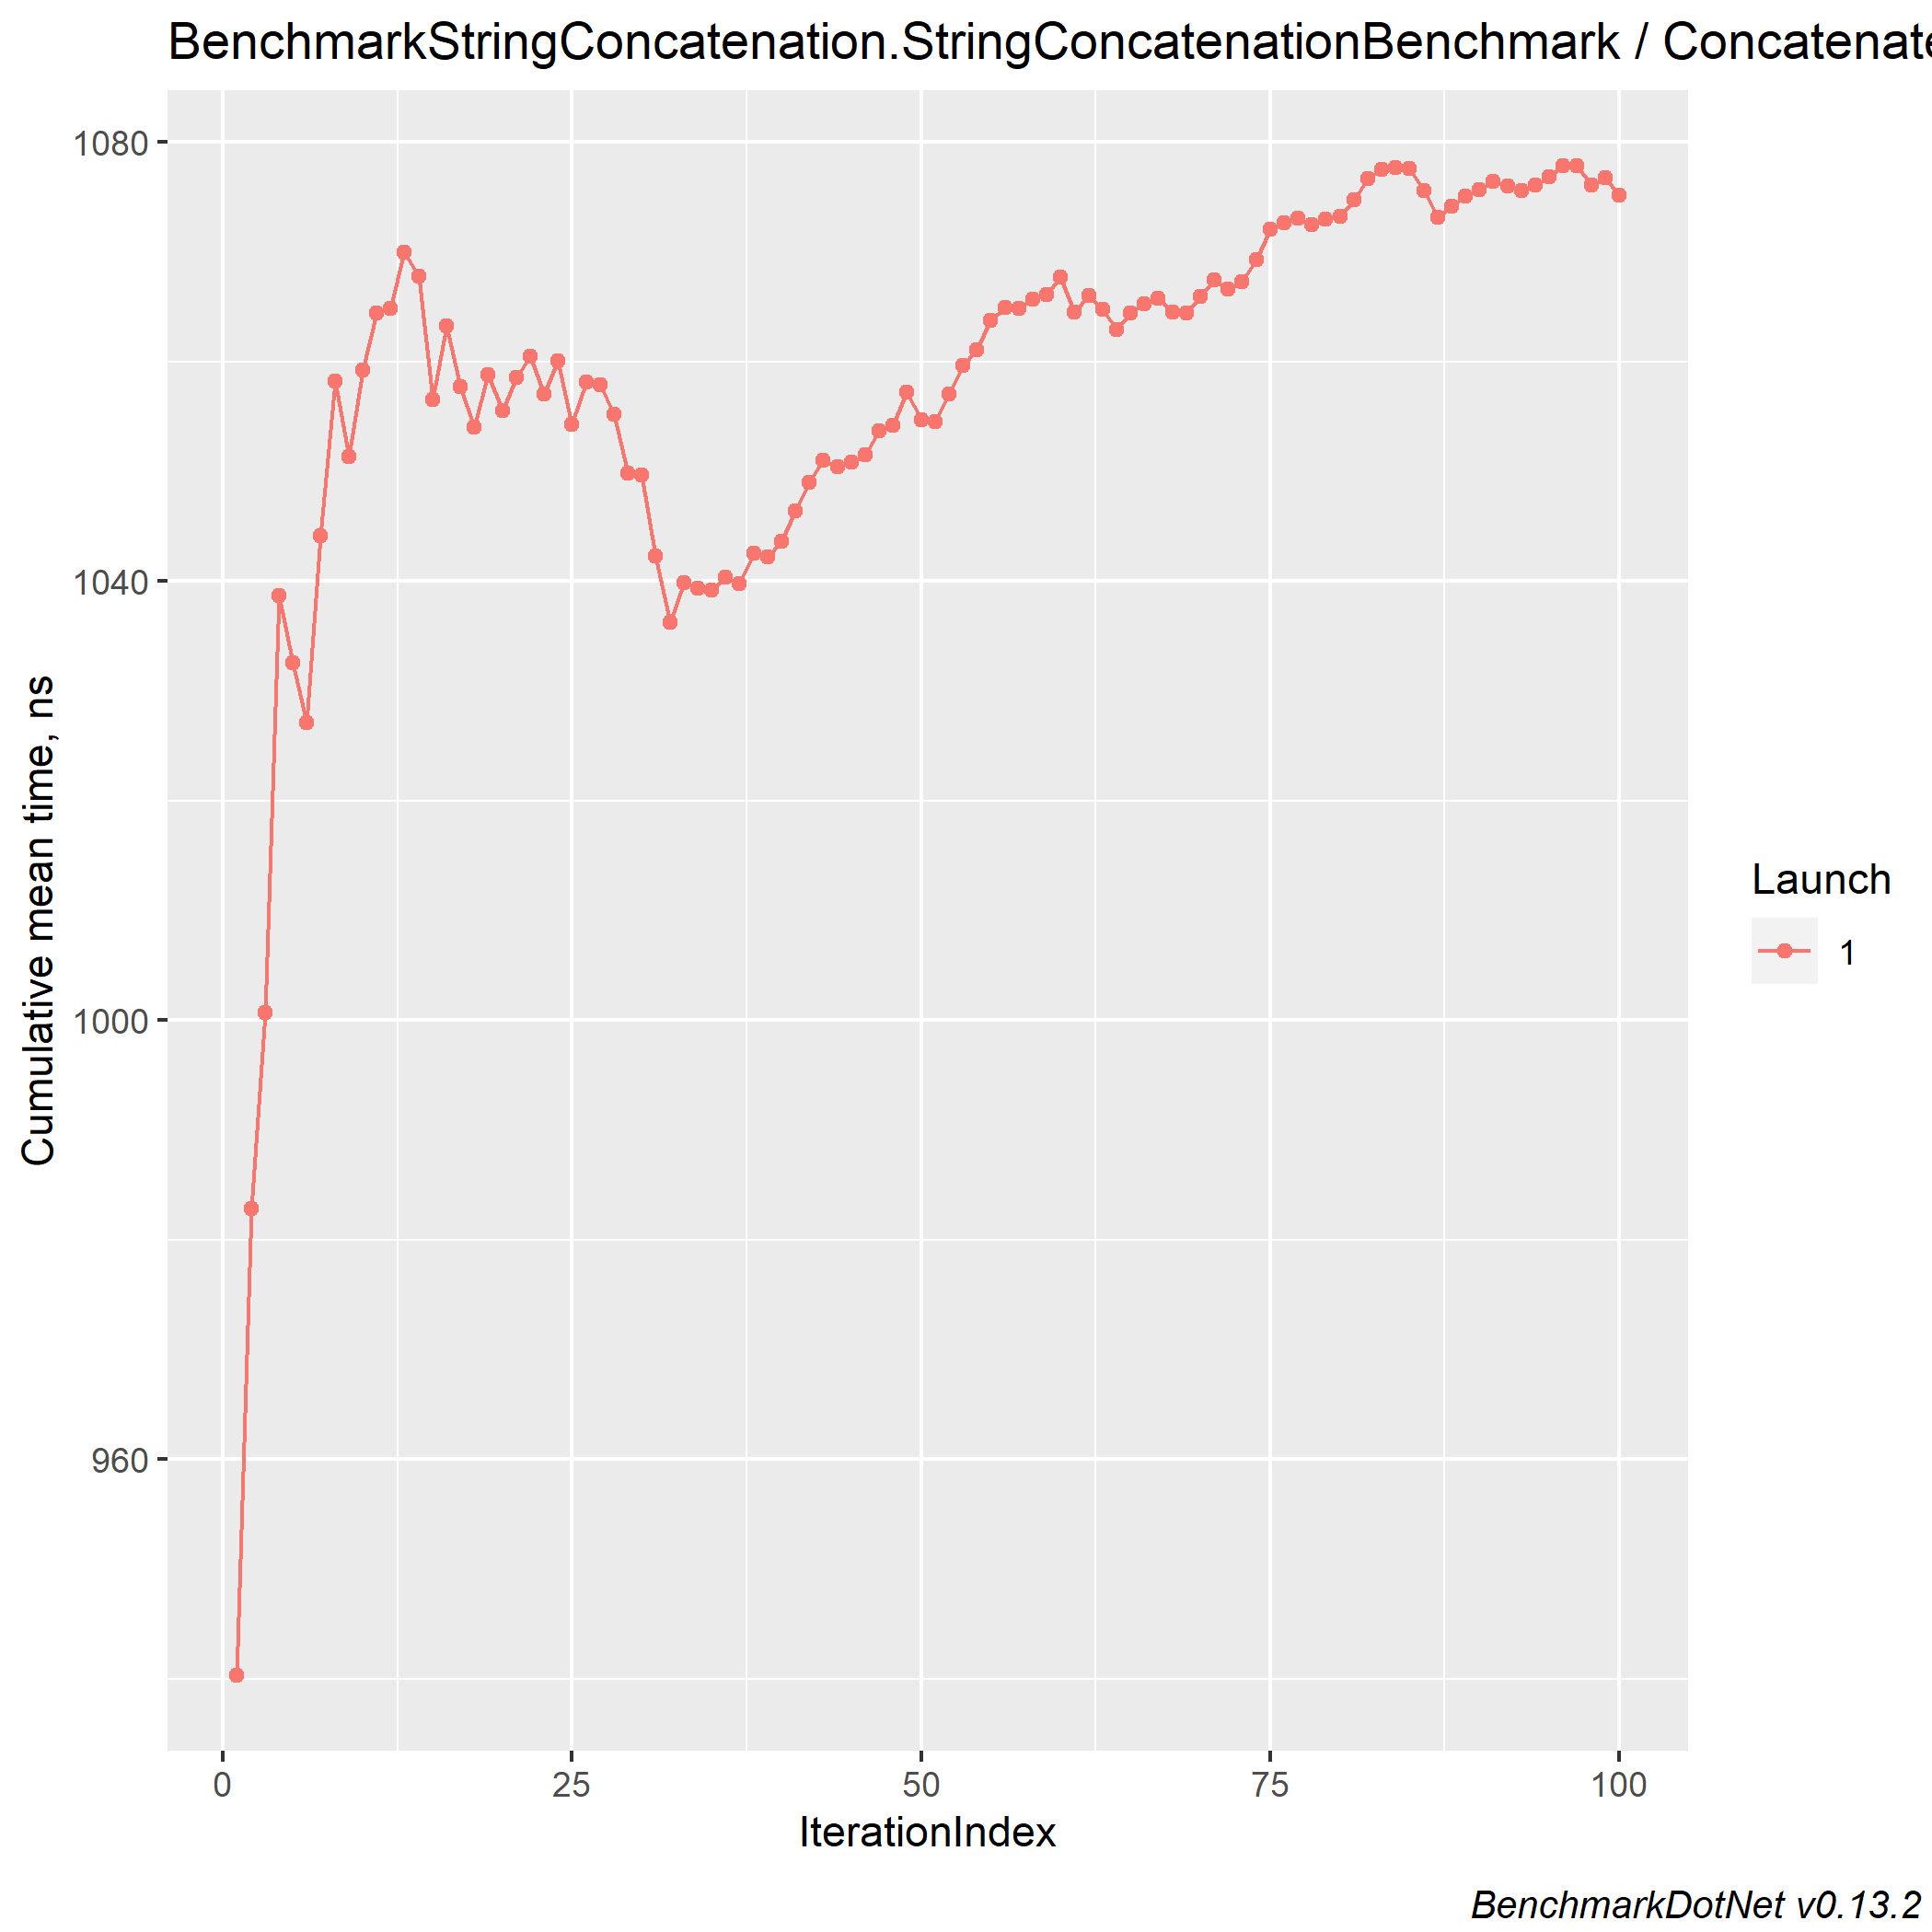 BenchmarkStringConcatenation.StringConcatenationBenchmark / Concatenate
1080
1040
1000
960
Cumulative mean time, ns
0 25 50 75 100
IterationIndex
Launch
1
BenchmarkDotNet v0.13.2